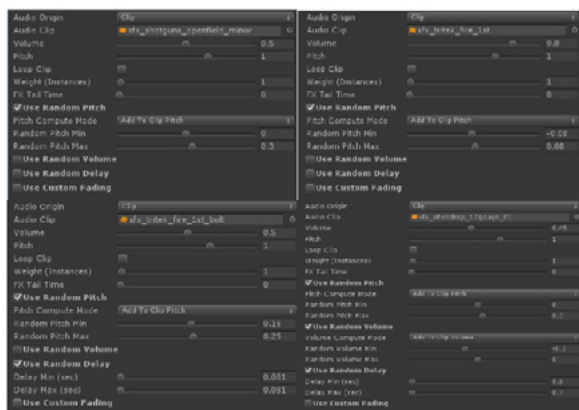 Audio Origin Clip
Audio Clip sfx_shotguns_openfield_minor
Volume 0.5
Pitch 1
Loop Clip
Weight (Instances) 1
FX Tail Time 0
Use Random Pitch
Pitch Compute Mode Add To Clip Pitch
Random Pitch Min 0
Random Pitch Max 0.3
Use Random Volume
Use Random Delay
Use Custom Fading
Audio Origin Clip
Audio Clip sfx_tritek_fire_1st
Volume 0.8
Pitch 1
Loop Clip
Weight (Instances) 1
FX Tail Time 0
Use Random Pitch
Pitch Compute Mode Add To Clip Pitch
Random Pitch Min
Random Pitch Max 0.08
Use Random Volume
Use Random Delay
Use Custom Fading
Audio Origin Clip
Audio Clip sfx_tritek_fire_1st_bolt
Volume 0.5
Pitch 1
Loop Clip
Weight (Instances) 1
FX Tail Time 0
Use Random Pitch
Pitch Compute Mode Add To Clip Pitch
Random Pitch Min 0.25
Random Pitch Max 0.25
Use Random Volume
Use Random Delay
Delay Min (sec) 0.081
Delay Max (sec) 0.081
Use Custom Fading
Audio Origin Clip
Audio Clip
Volume 0.45
Pitch 1
Loop Clip
Weight (Instances) 1
FX Tail Time 0
Use Random Pitch
Pitch Compute Mode Add To Clip Pitch
Random Pitch Min 0
Random Pitch Max 0.2
Use Random Volume
Volume Compute Mode Add To Clip Volume
Random Volume Min -0.2
Random Volume Max 0
Use Random Delay
Delay Min (sec)
Delay Max (sec) 0.7
Use Custom Fading